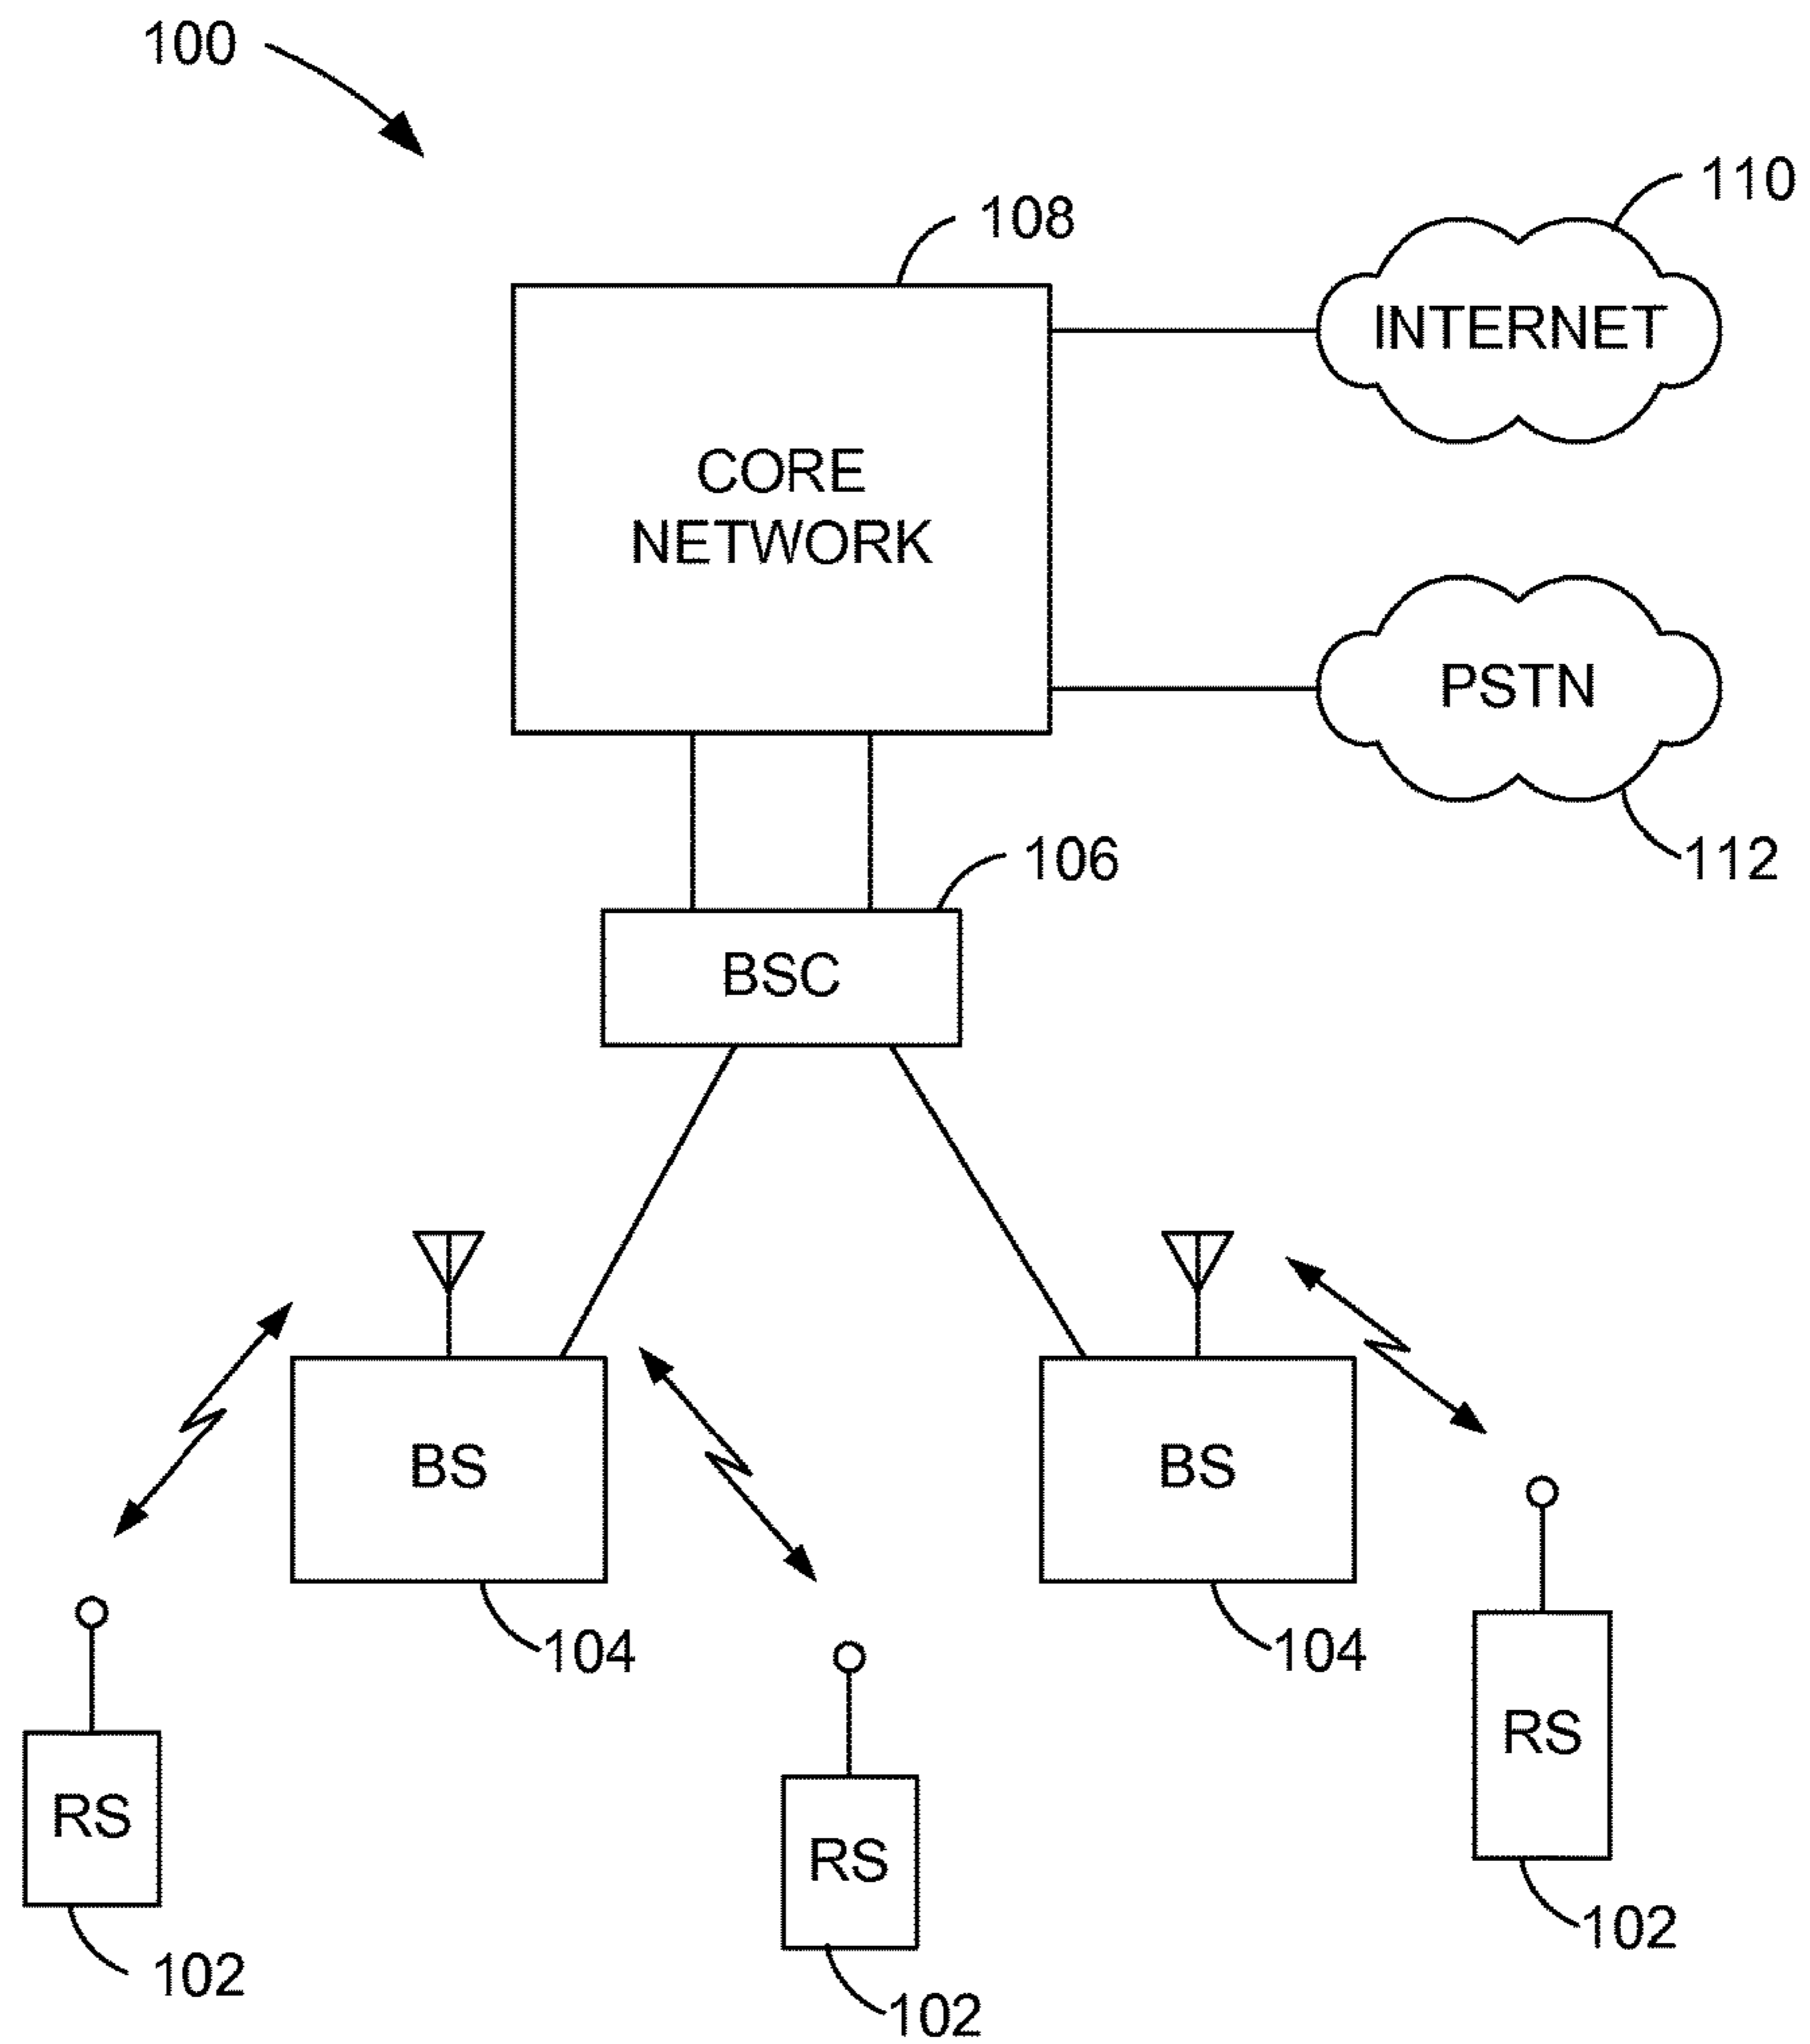 100
110
108
INTERNET
CORE
NETWORK
PSTN
112
106
BSC
BS
BS
104
104
RS
RS
RS
102
102
102